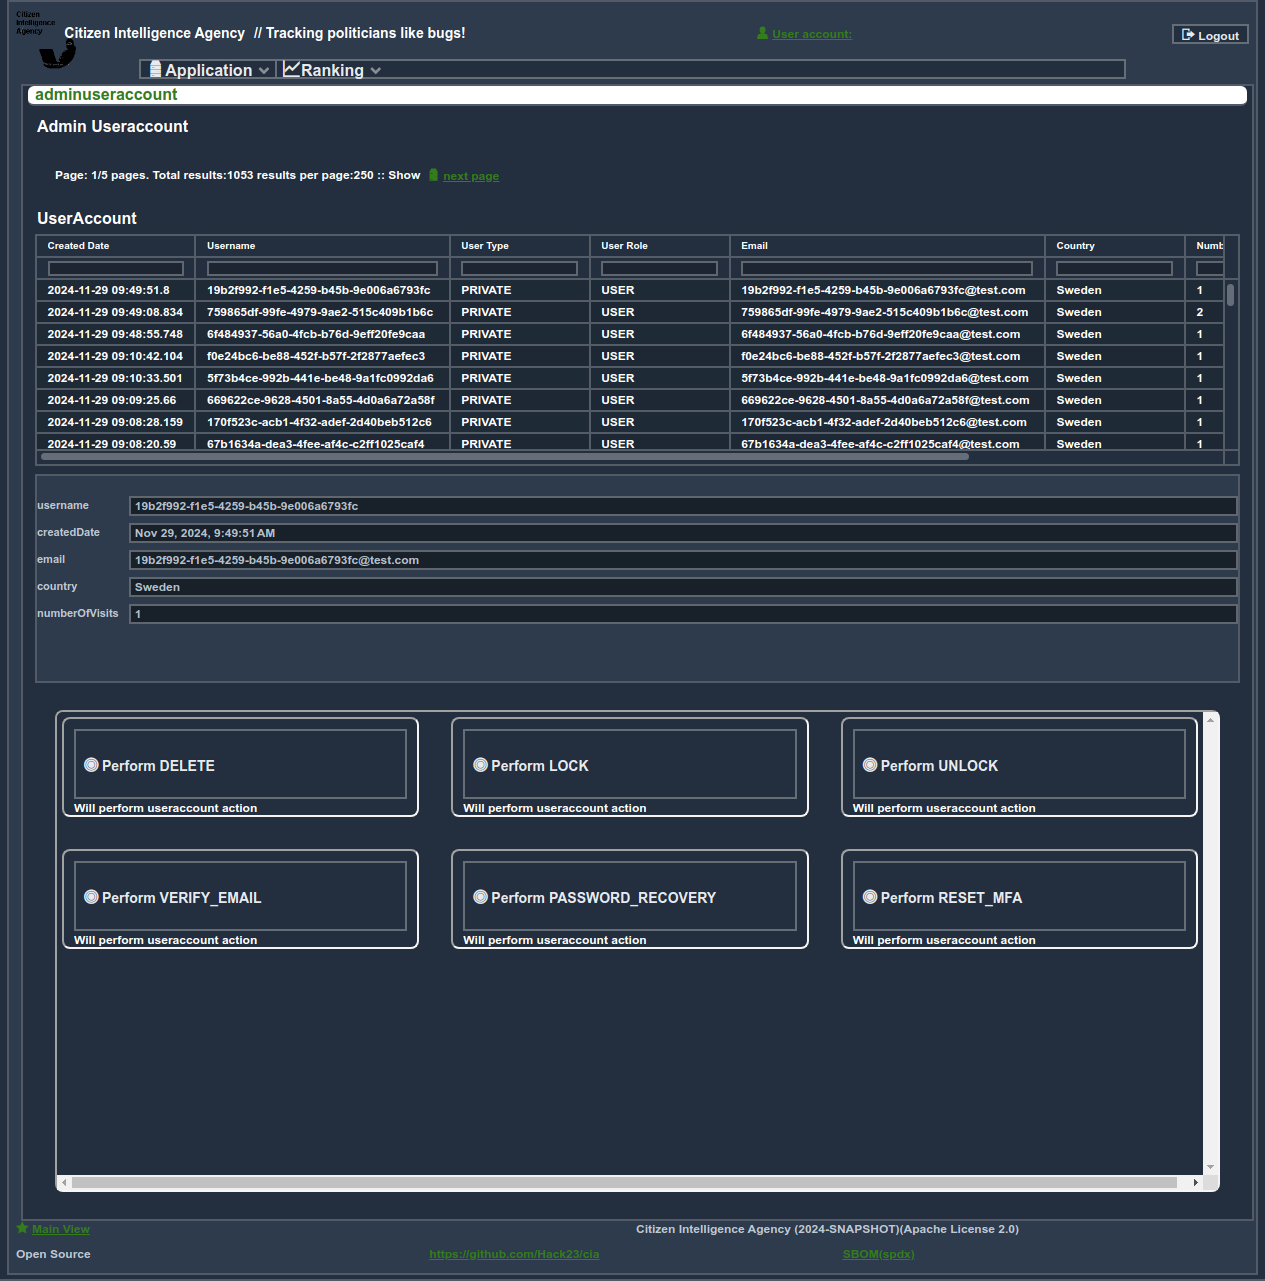 Citizen
Intelligence
Agency
Citizen Intelligence Agency // Tracking politicians like bugs!
User account:
Logout
Application
Ranking
adminuseraccount
Admin Useraccount
Page: 1/5 pages. Total results:1053 results per page:250 :: Show next page
UserAccount
Created Date Username User Type User Role Email Country Numb
2024-11-29 09:49:51.8 19b2f992-f1e5-4259-b45b-9e006a6793fc PRIVATE USER 19b2f992-f1e5-4259-b45b-9e006a6793fc@test.com Sweden 1
2024-11-29 09:49:08.834 759865df-99fe-4979-9ae2-515c409b1b6c PRIVATE USER 759865df-99fe-4979-9ae2-515c409b1b6c@test.com Sweden 2
2024-11-29 09:48:55.748 6f484937-56a0-4fcb-b76d-9eff20fe9caa PRIVATE USER 6f484937-56a0-4fcb-b76d-9eff20fe9caa@test.com Sweden 1
2024-11-29 09:10:42.104 f0e24bc6-be88-452f-b57f-2f2877aefec3 PRIVATE USER f0e24bc6-be88-452f-b57f-2f2877aefec3@test.com Sweden 1
2024-11-29 09:10:33.501 5f73b4ce-992b-441e-be48-9a1fc0992da6 PRIVATE USER 5f73b4ce-992b-441e-be48-9a1fc0992da6@test.com Sweden 1
2024-11-29 09:09:25.66 669622ce-9628-4501-8a55-4d0a6a72a58f PRIVATE USER 669622ce-9628-4501-8a55-4d0a6a72a58f@test.com Sweden 1
2024-11-29 09:08:28.159 170f523c-acb1-4f32-adef-2d40beb512c6 PRIVATE USER 170f523c-acb1-4f32-adef-2d40beb512c6@test.com Sweden 1
2024-11-29 09:08:20.59 67b1634a-dea3-4fee-af4c-c2ff1025caf4 PRIVATE USER 67b1634a-dea3-4fee-af4c-c2ff1025caf4@test.com Sweden 1
username 19b2f992-f1e5-4259-b45b-9e006a6793fc
createdDate Nov 29, 2024, 9:49:51 AM
email 19b2f992-f1e5-4259-b45b-9e006a6793fc@test.com
country Sweden
numberOfVisits 1
Perform DELETE
Will perform useraccount action
Perform LOCK
Will perform useraccount action
Perform UNLOCK
Will perform useraccount action
Perform VERIFY_EMAIL
Will perform useraccount action
Perform PASSWORD_RECOVERY
Will perform useraccount action
Perform RESET_MFA
Will perform useraccount action
Main View
Citizen Intelligence Agency (2024-SNAPSHOT)(Apache License 2.0)
Open Source
https://github.com/Hack23/cia
SBOM(spdx)